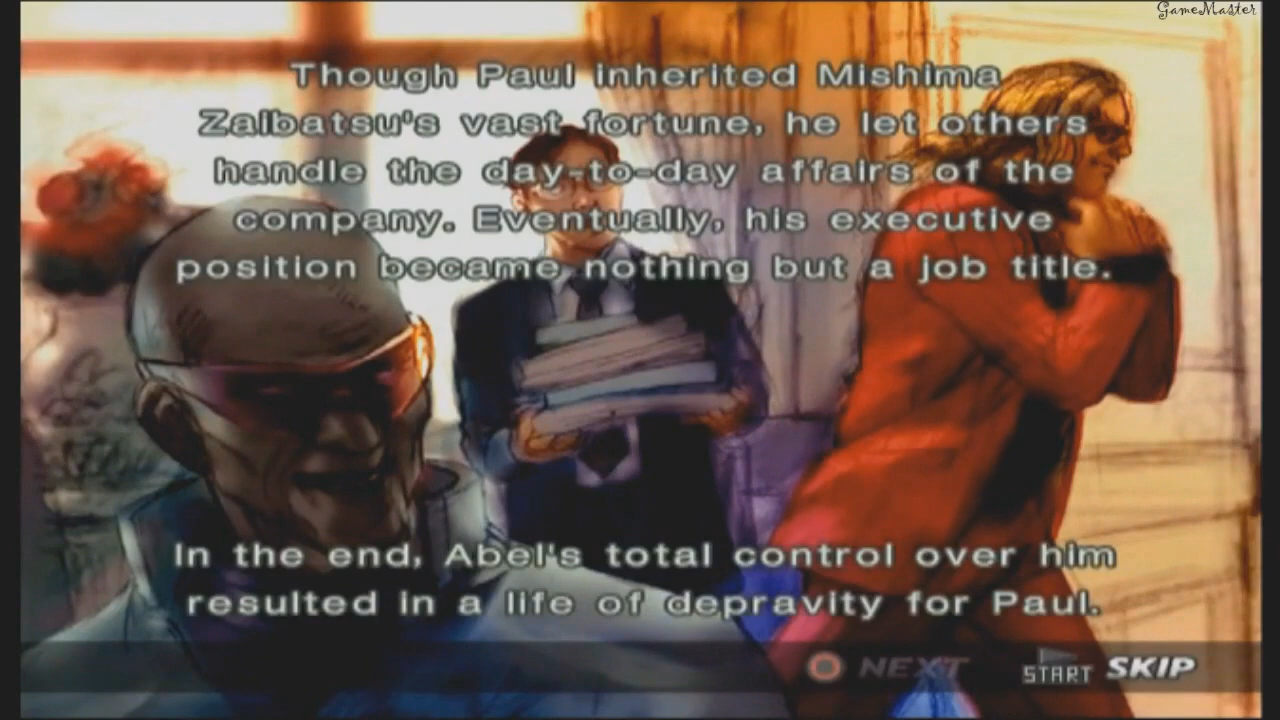 GameMaster
Though Paul inherited Mishima
Zaibatsu's vast fortune, he let others
handle the day-to-day affairs of the
company. Eventually, his executive
position became nothing but a job title.
In the end, Abel's total control over him
resulted in a life of depravity for Paul.
NEXT START SKIP